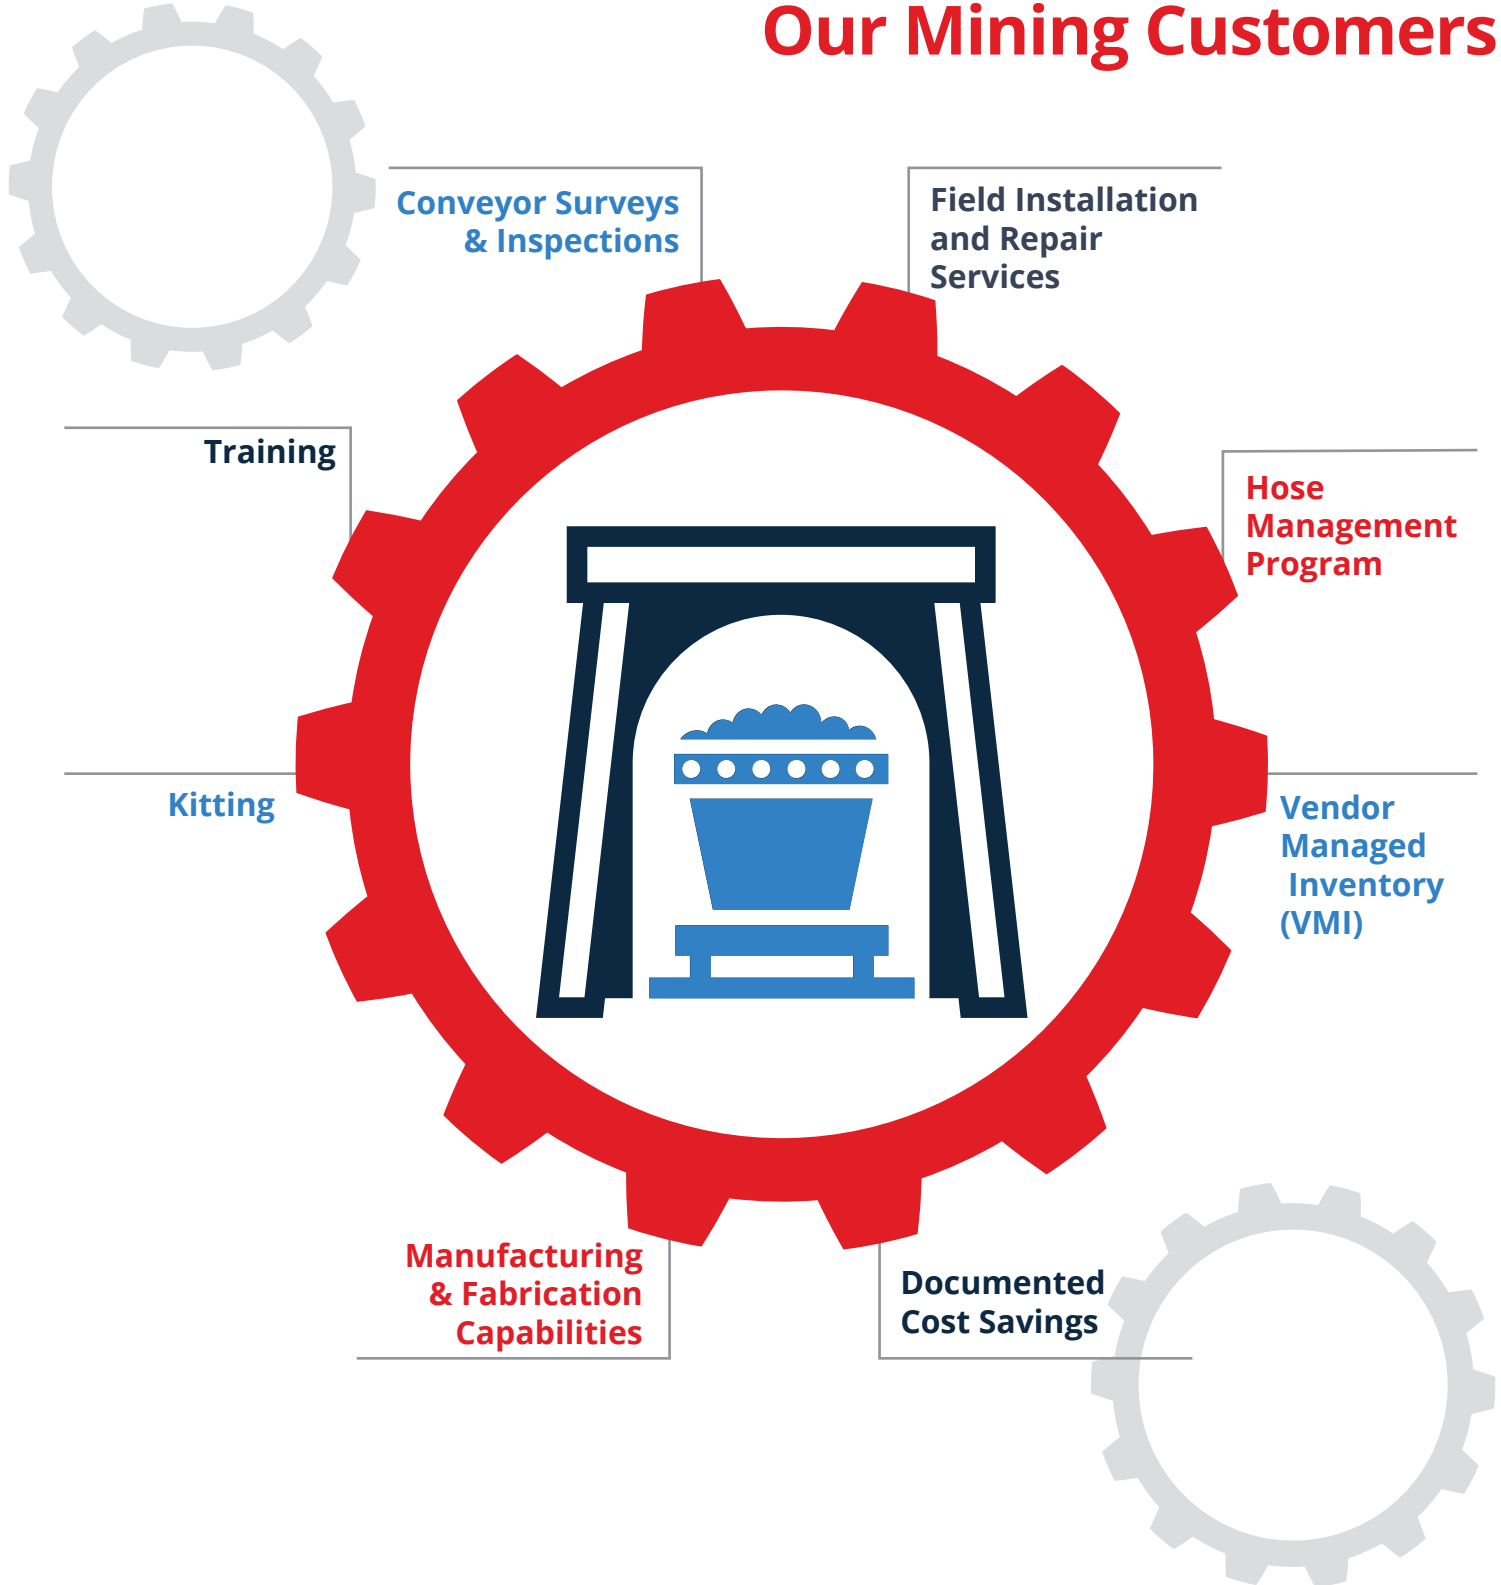 Our Mining Customers
Conveyor Surveys
& Inspections
Field Installation
and Repair
Services
Training
Hose
Management
Program
Kitting
Vendor
Managed
Inventory
(VMI)
Manufacturing
& Fabrication
Capabilities
Documented
Cost Savings